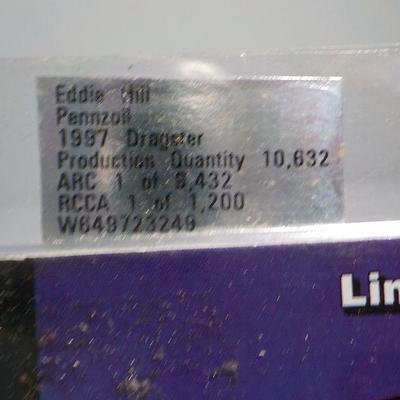 Eddie Hill
Pennzoil
1997 Dragster
Production Quantity 10,632
ARC 1 of 9,432
RCCA 1 of 1,200
W649723249
Lin